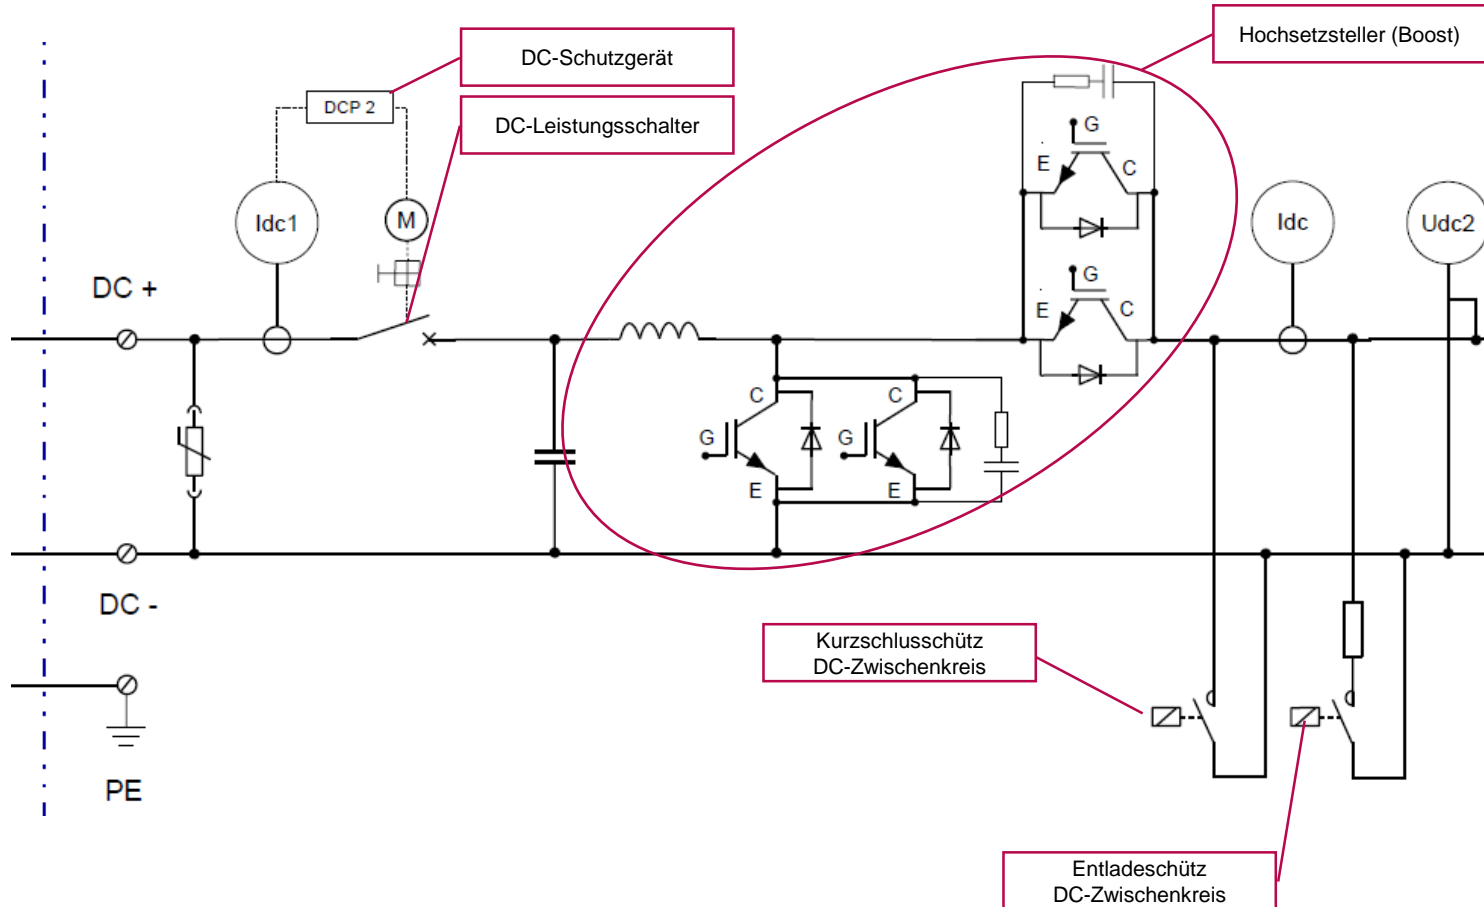 Hochsetzsteller (Boost)
DC-Schutzgerät
DCP 2
DC-Leistungsschalter
G
E
C
Idc1
M
Idc
Udc2
G
DC +
E
C
C
C
G
G
E
E
DC -
Kurzschlusschütz
DC-Zwischenkreis
PE
Entladeschütz
DC-Zwischenkreis